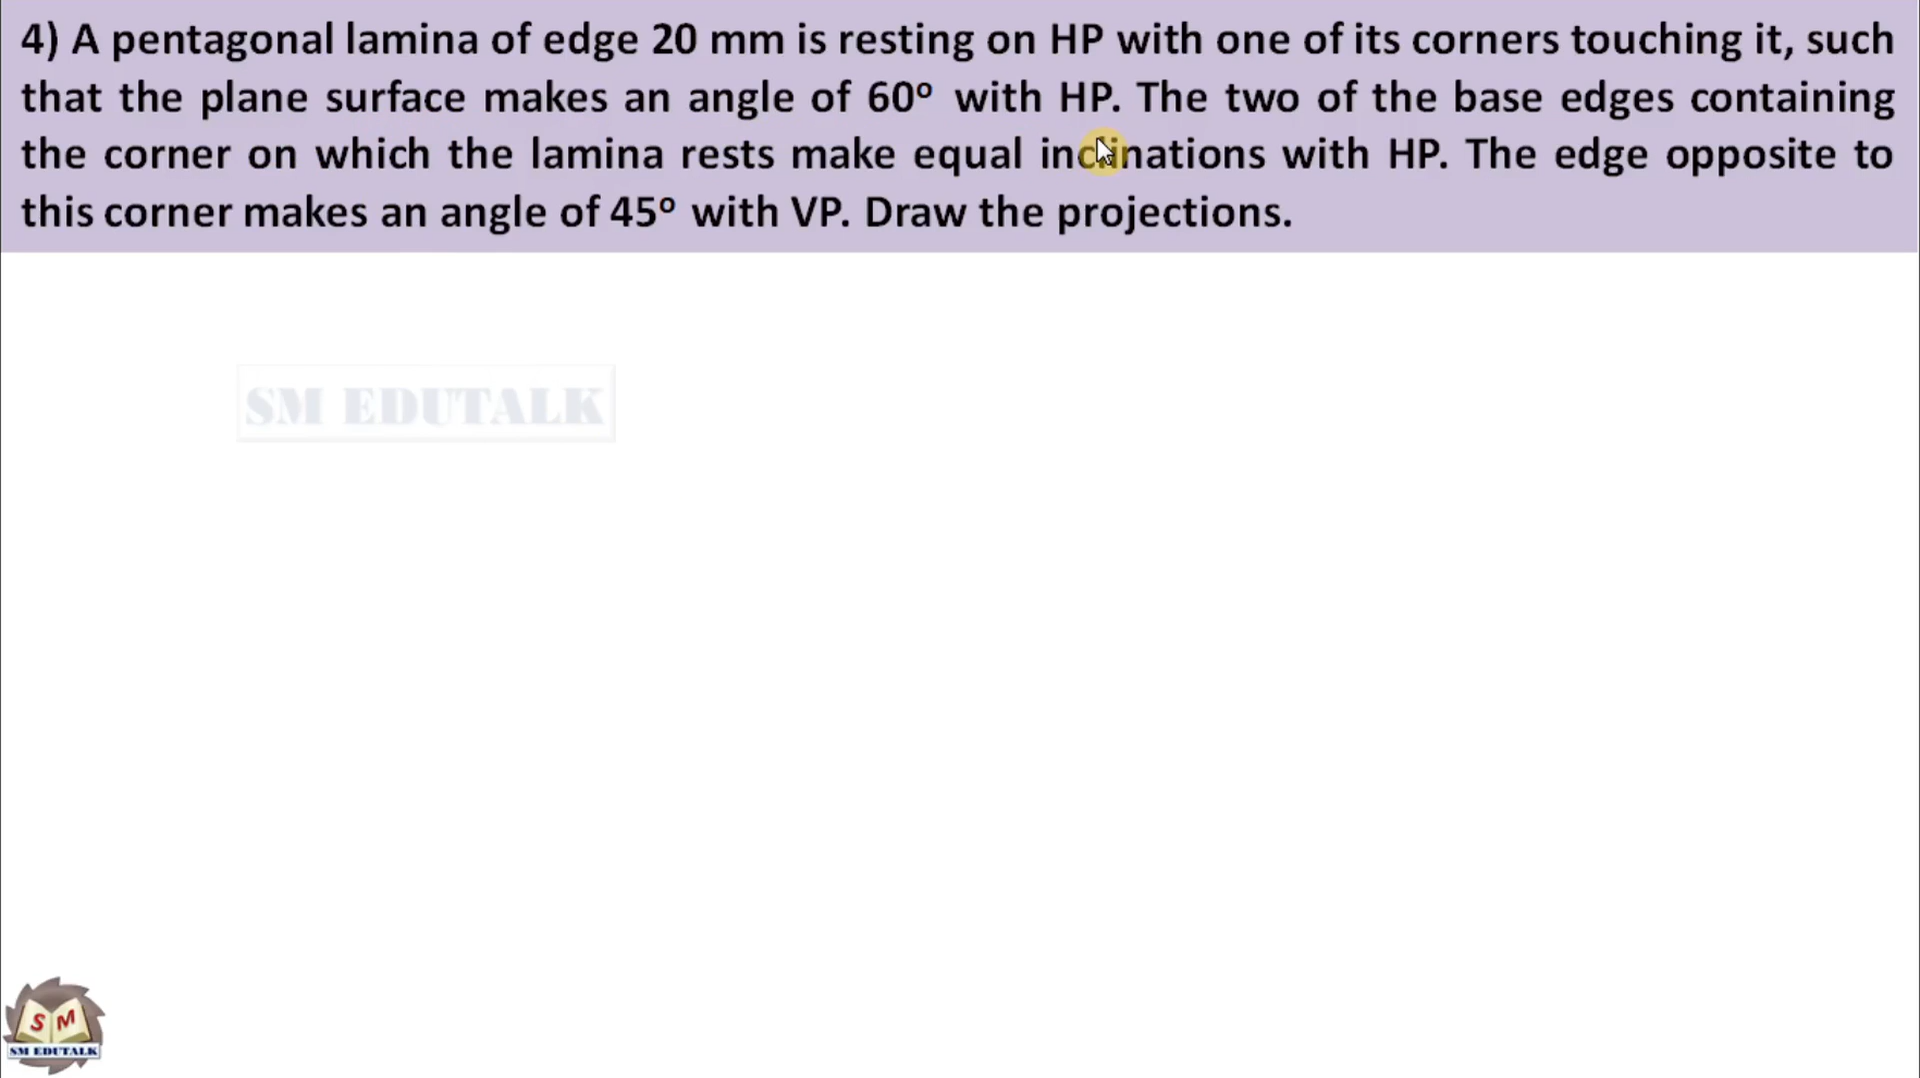 4) A pentagonal lamina of edge 20 mm is resting on HP with one of its corners touching it, such
that the plane surface makes an angle of 60º with HP. The two of the base edges containing
the corner on which the lamina rests make equal inclinations with HP. The edge opposite to
this corner makes an angle of 45º with VP. Draw the projections.
SM EDUTALK
S M
SM EDUTALK